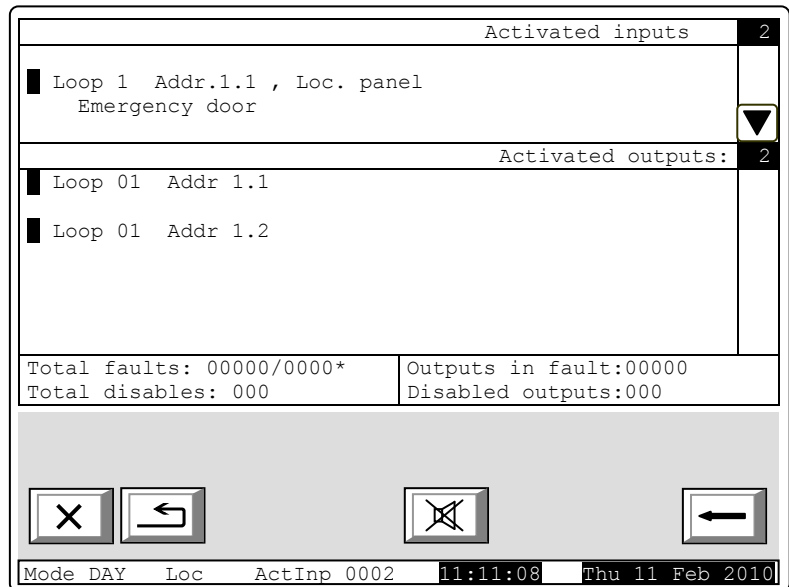 Activated inputs 2
Loop 1 Addr.1.1 , Loc. panel
Emergency door
Activated outputs: 2
Loop 01 Addr 1.1
Loop 01 Addr 1.2
Total faults: 00000/0000* Outputs in fault:00000
Total disables: 000 Disabled outputs:000
Mode DAY Loc ActInp 0002 11:11:08 Thu 11 Feb 2010